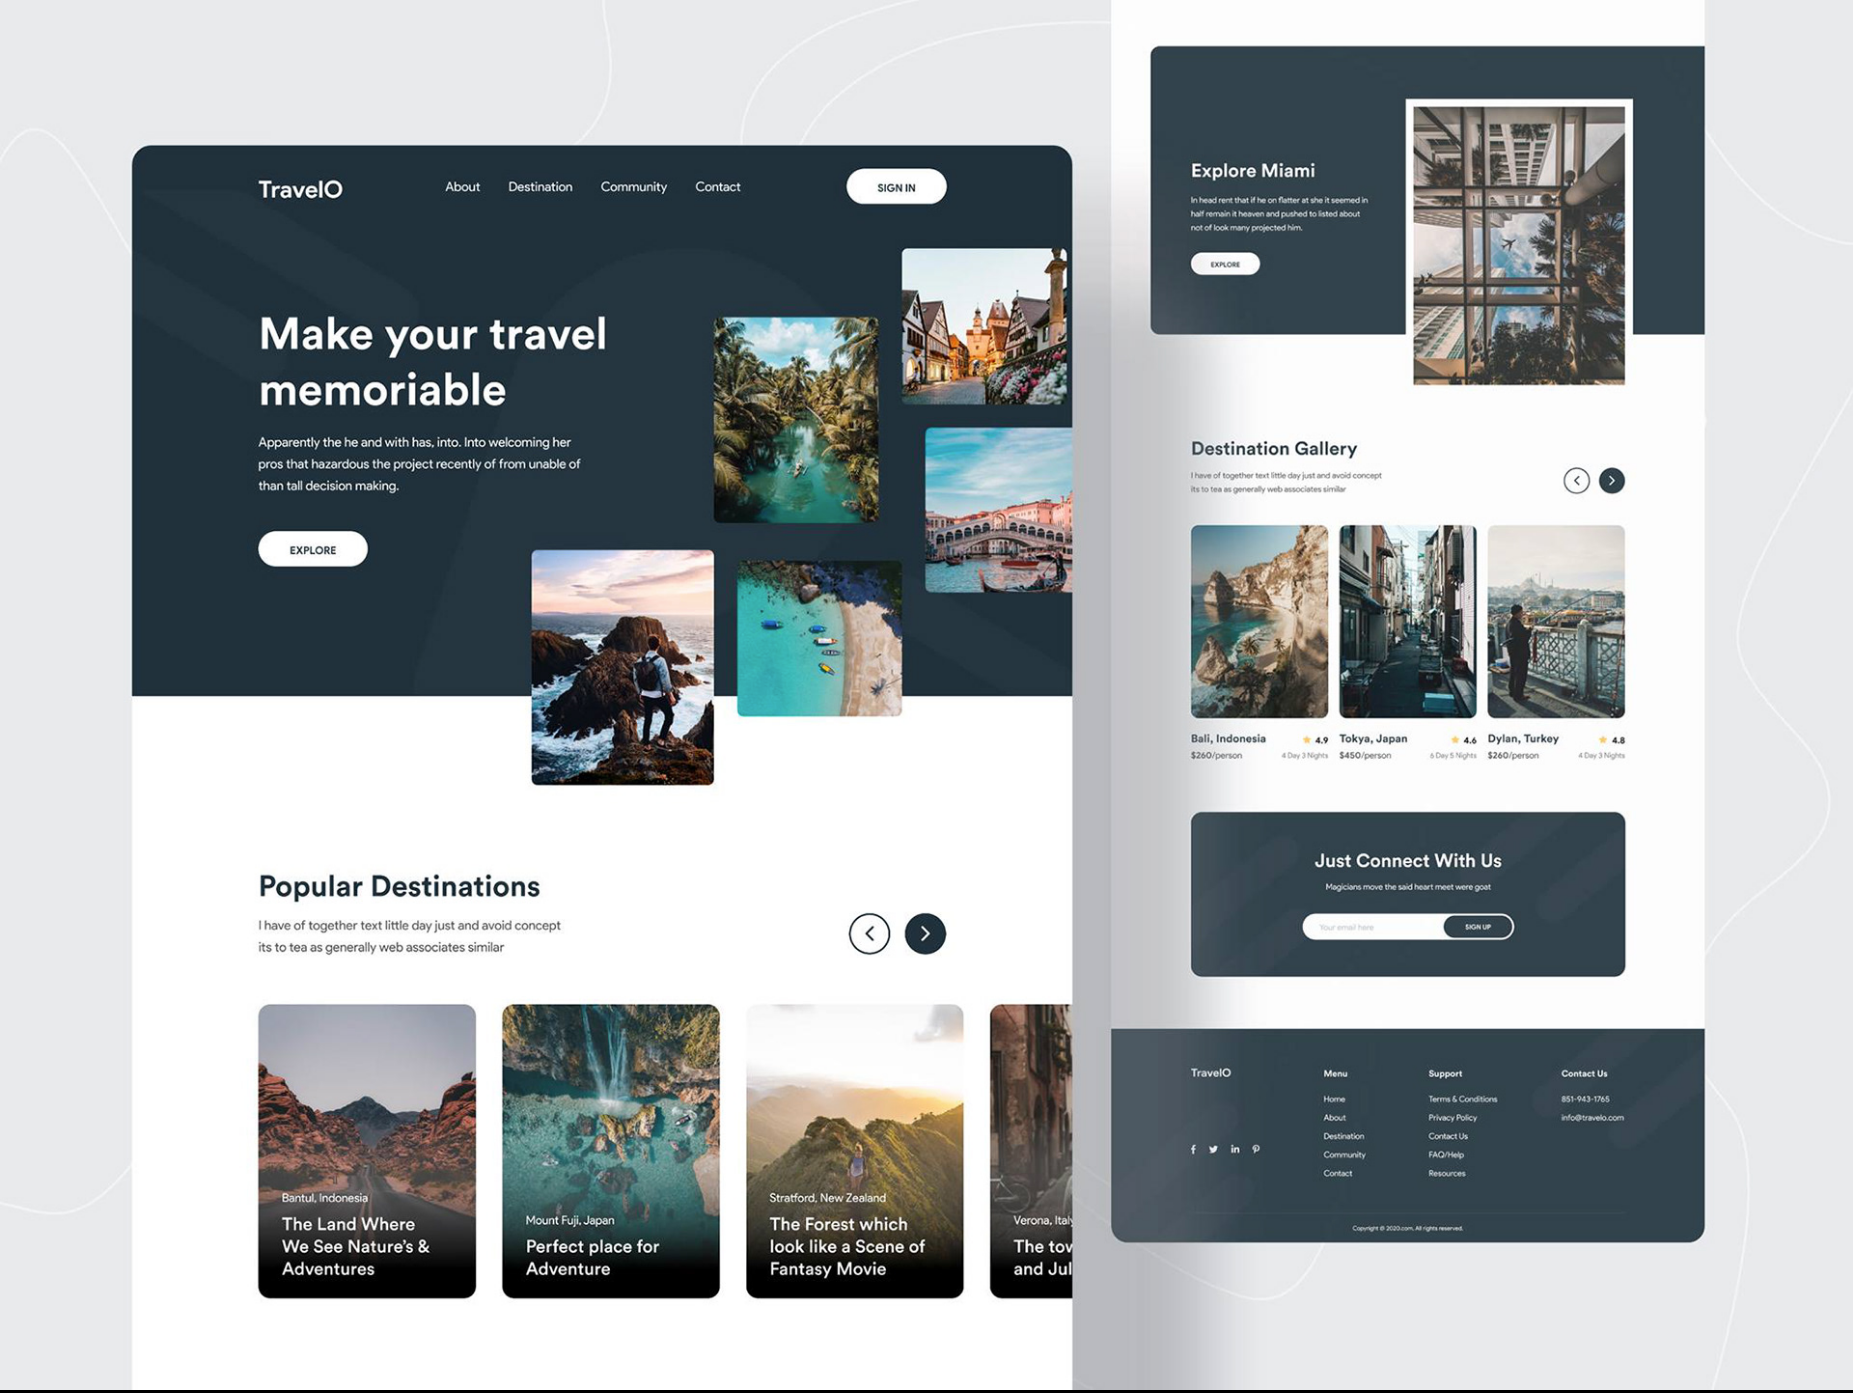 TravelO
About
Destination
Community
Contact
SIGN IN
Make your travel
memoriable
Apparently the he and with has, into. Into welcoming her
pros that hazardous the project recently of from unable of
than tall decision making.
EXPLORE
Popular Destinations
I have of together text little day just and avoid concept
its to tea as generally web associates similar
Bantul, Indonesia
The Land Where
We See Nature's &
Adventures
Mount Fuji, Japan
Perfect place for
Adventure
Stratford, New Zealand
The Forest which
look like a Scene of
Fantasy Movie
Verona, Italy
The tow
and Jul
Explore Miami
In head rent that if he on flatter at she it seemed in
half remain it heaven and pushed to listed about
not of look many projected him.
EXPLORE
Destination Gallery
I have of together text little day just and avoid concept
its to tea as generally web associates similar
Bali, Indonesia
4.9
$260/person
4 Day 3 Nights
Tokya, Japan
4.6
$450/person
6 Day 5 Nights
Dylan, Turkey
4.8
$260/person
4 Day 3 Nights
Just Connect With Us
Magicians move the said heart meet were goat
Your email here
SIGN UP
TravelO
Menu
Home
About
Destination
Community
Contact
Support
Terms & Conditions
Privacy Policy
Contact Us
FAQ/Help
Resources
Contact Us
851-943-1765
info@travelo.com
Copyright © 2020.com. All rights reserved.